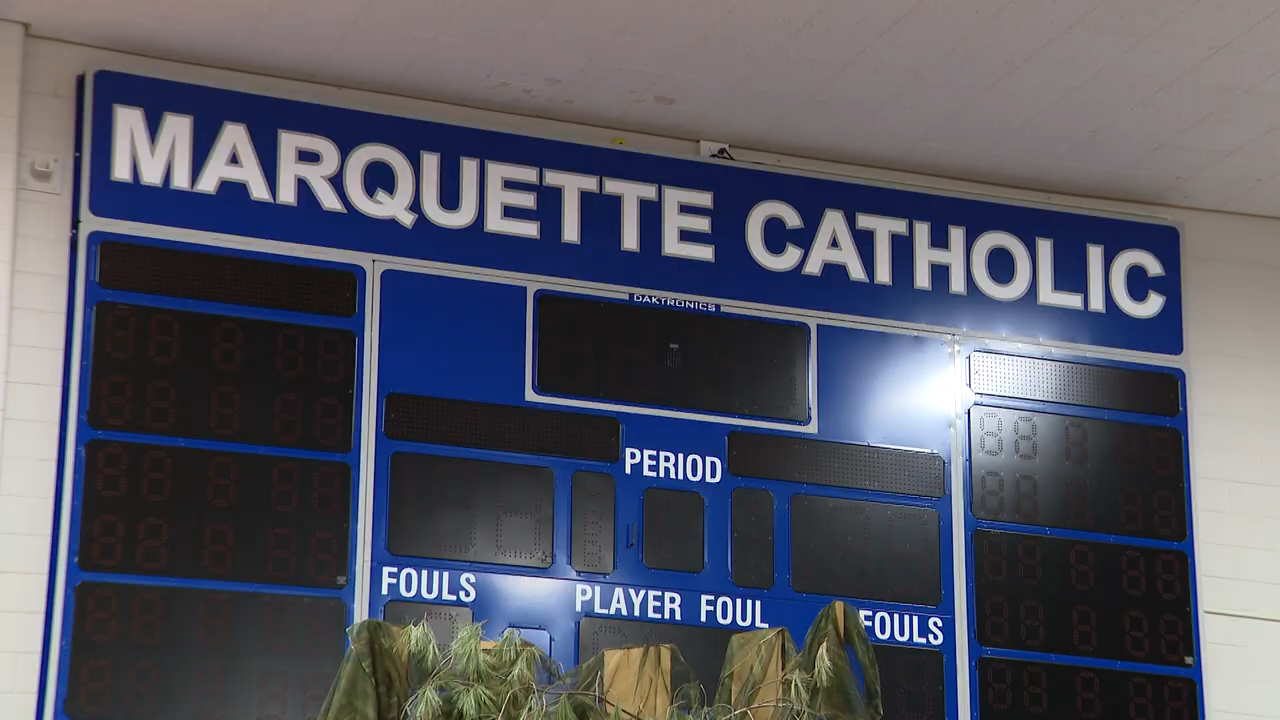 MARQUETTE CATHOLIC
DAKTRONICS
PERIOD
FOULS
PLAYER FOUL
FOULS